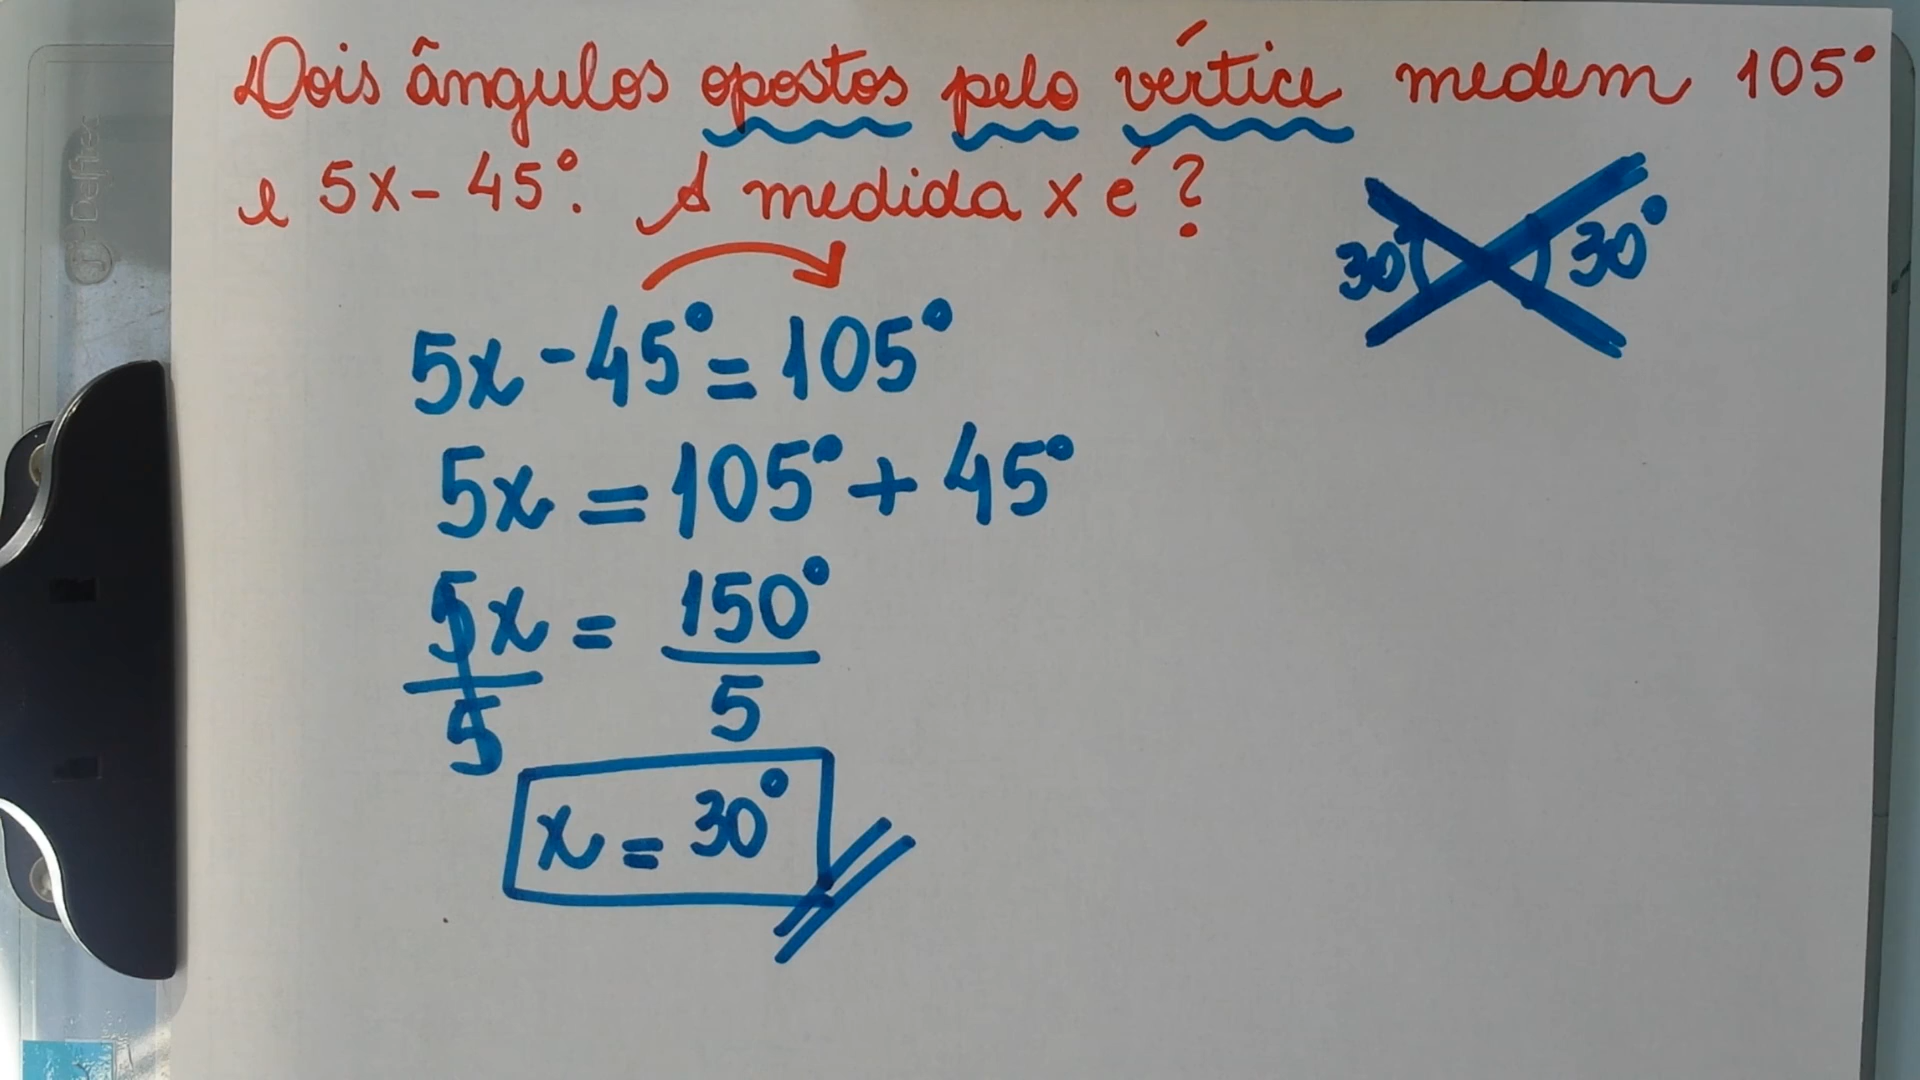 Dois ângulos opostos pelo vértice medem 105°
e 5x - 45°. A medida x é?
30° 30°
5x - 45° = 105°
5x = 105° + 45°
5x = 150°
5 5
x = 30°